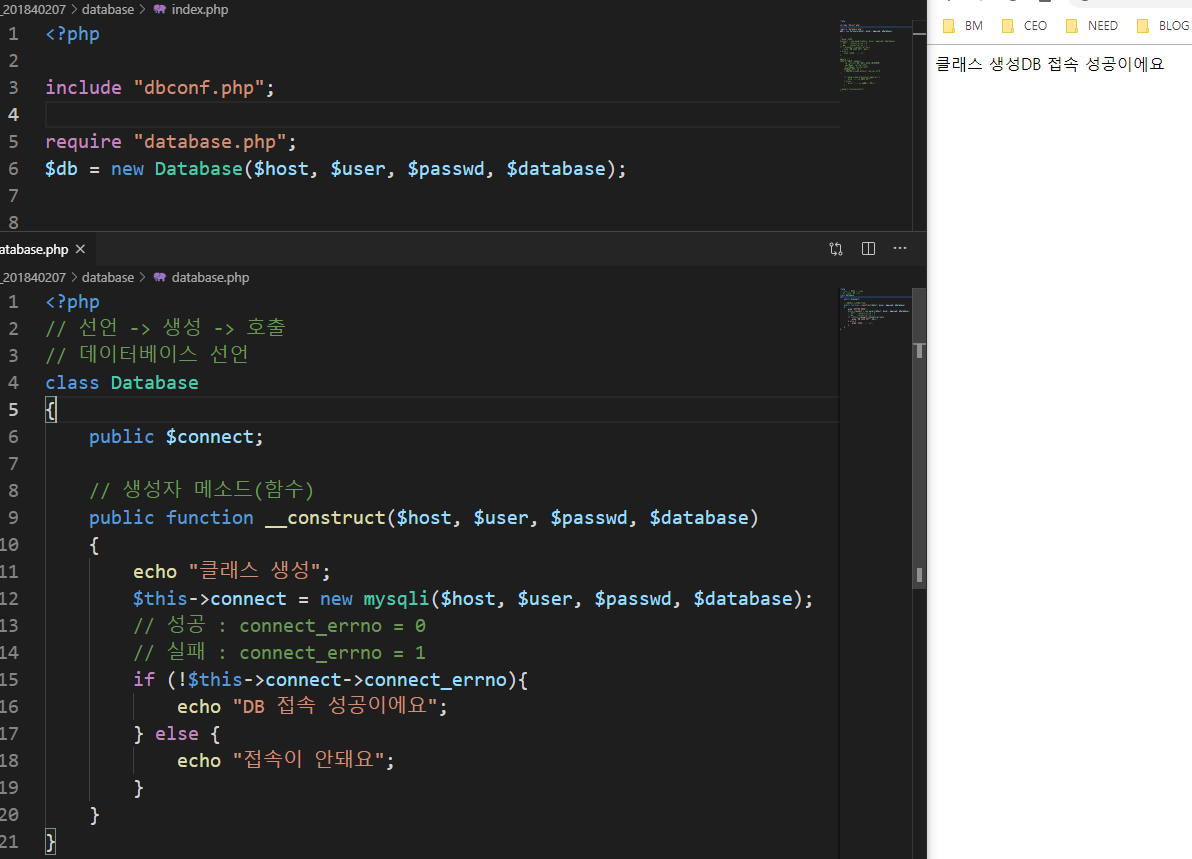 _201840207 > database > index.php
BM CEO NEED BLOG
1 <?php
2
3 include "dbconf.php";
4
5 require "database.php";
6 $db = new Database($host, $user, $passwd, $database);
7
8
클래스 생성DB 접속 성공이에요
atabase.php ×
_201840207 > database > database.php
1 <?php
2 // 선언 -> 생성 -> 호출
3 // 데이터베이스 선언
4 class Database
5 {
6 public $connect;
7
8 // 생성자 메소드(함수)
9 public function __construct($host, $user, $passwd, $database)
10 {
11 echo "클래스 생성";
12 $this->connect = new mysqli($host, $user, $passwd, $database);
13 // 성공 : connect_errno = 0
14 // 실패 : connect_errno = 1
15 if (!$this->connect->connect_errno){
16 echo "DB 접속 성공이에요";
17 } else {
18 echo "접속이 안돼요";
19 }
20 }
21 }